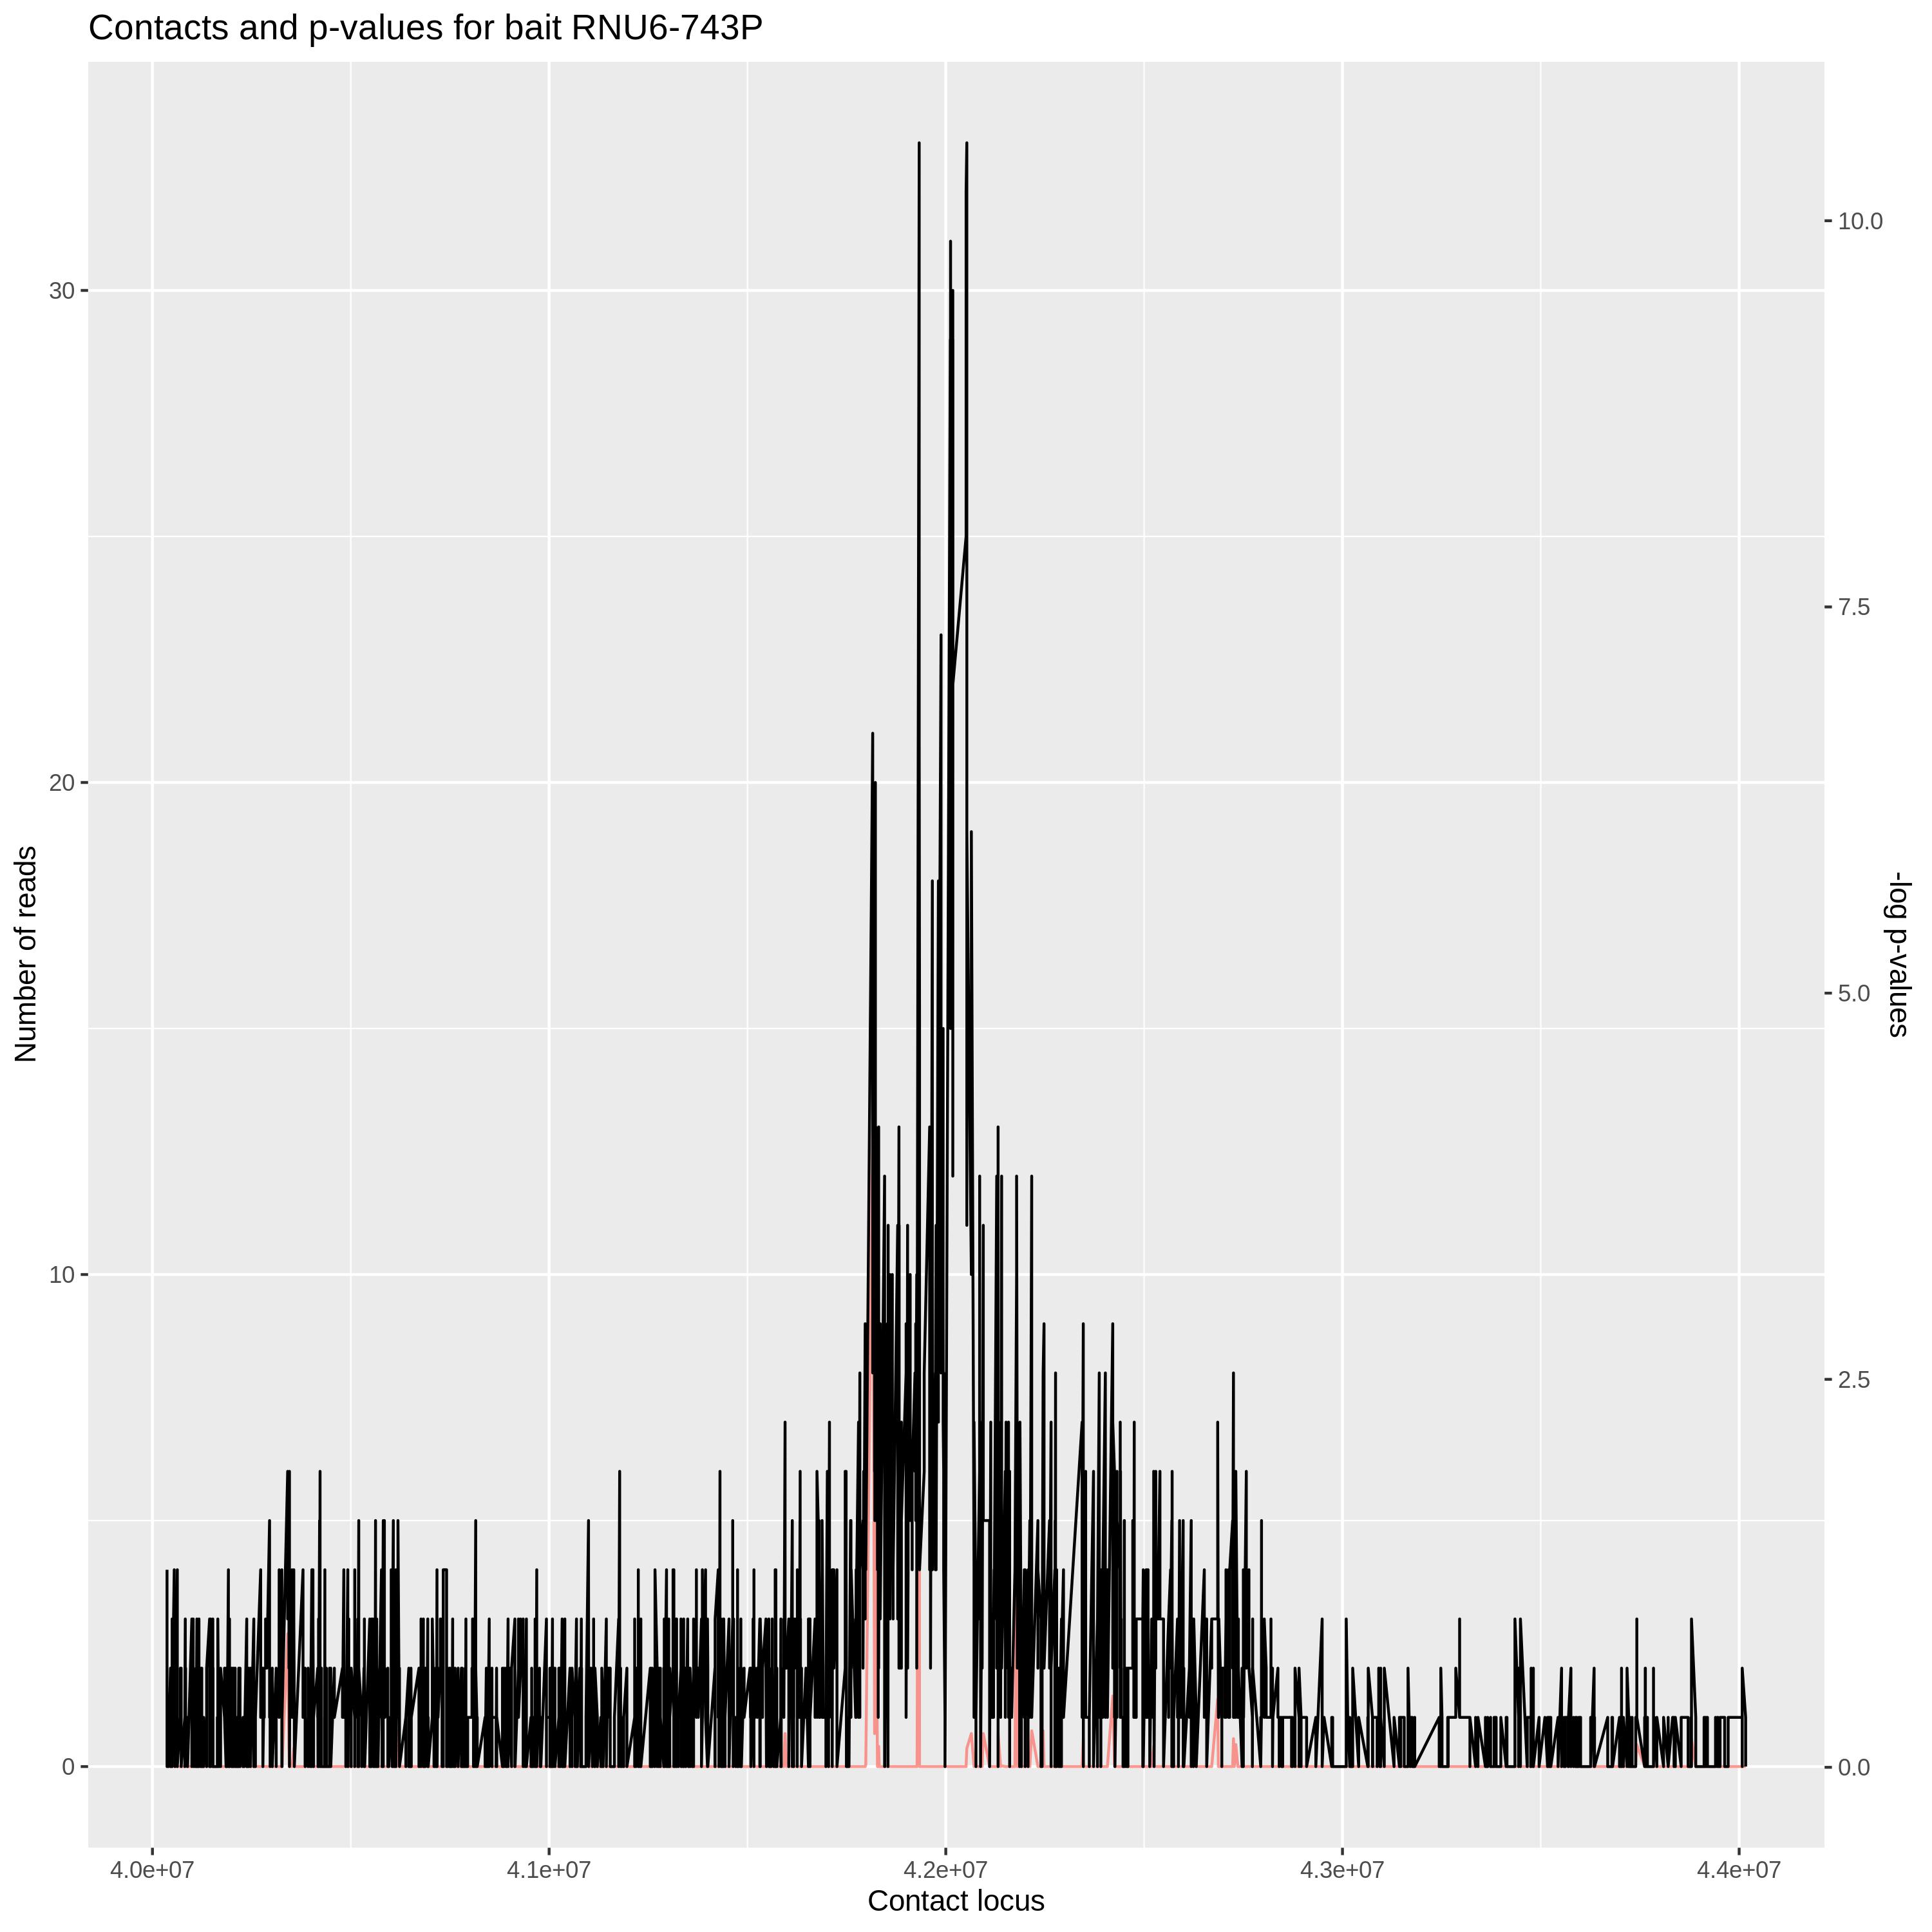 Contacts and p-values for bait RNU6-743P
30
20
10
0
Number of reads
10.0
7.5
5.0
2.5
0.0
-log p-values
4.0e+07
4.1e+07
4.2e+07
4.3e+07
4.4e+07
Contact locus